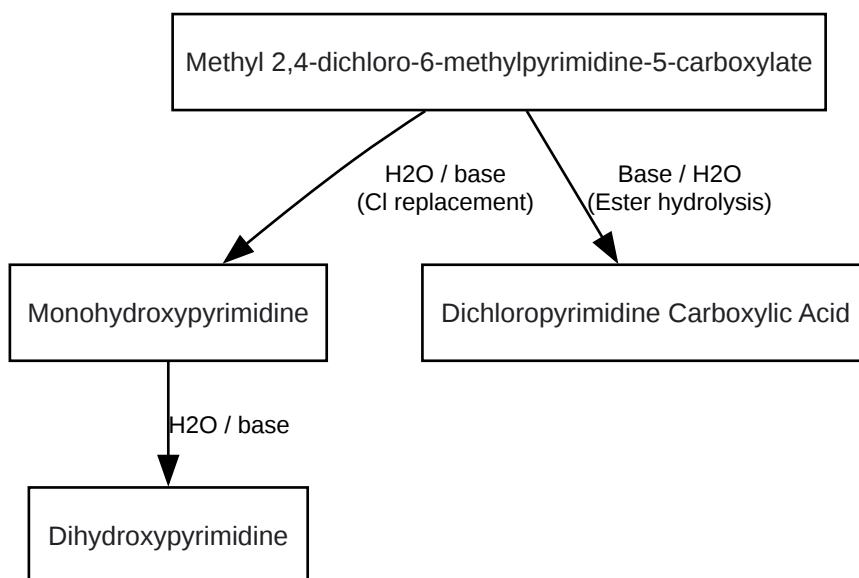 Methyl 2,4-dichloro-6-methylpyrimidine-5-carboxylate
H2O / base
(Cl replacement)
Base / H2O
(Ester hydrolysis)
Monohydroxypyrimidine
Dichloropyrimidine Carboxylic Acid
H2O / base
Dihydroxypyrimidine